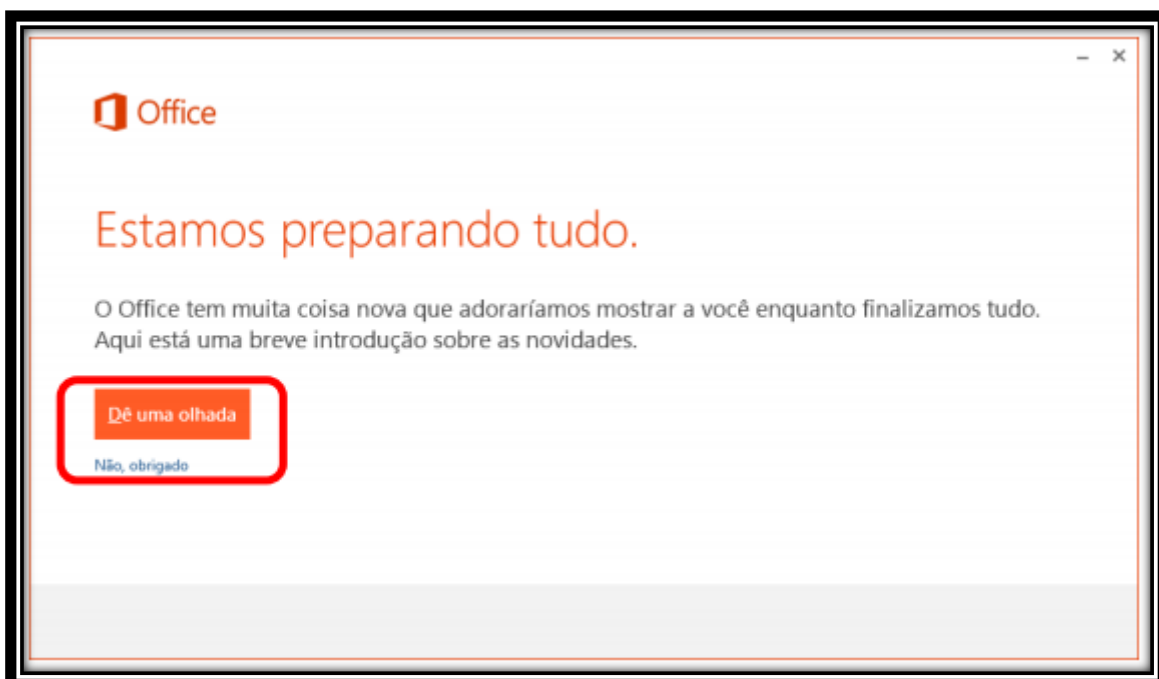 Office
Estamos preparando tudo.
O Office tem muita coisa nova que adoraríamos mostrar a você enquanto finalizamos tudo.
Aqui está uma breve introdução sobre as novidades.
Dê uma olhada
Não, obrigado